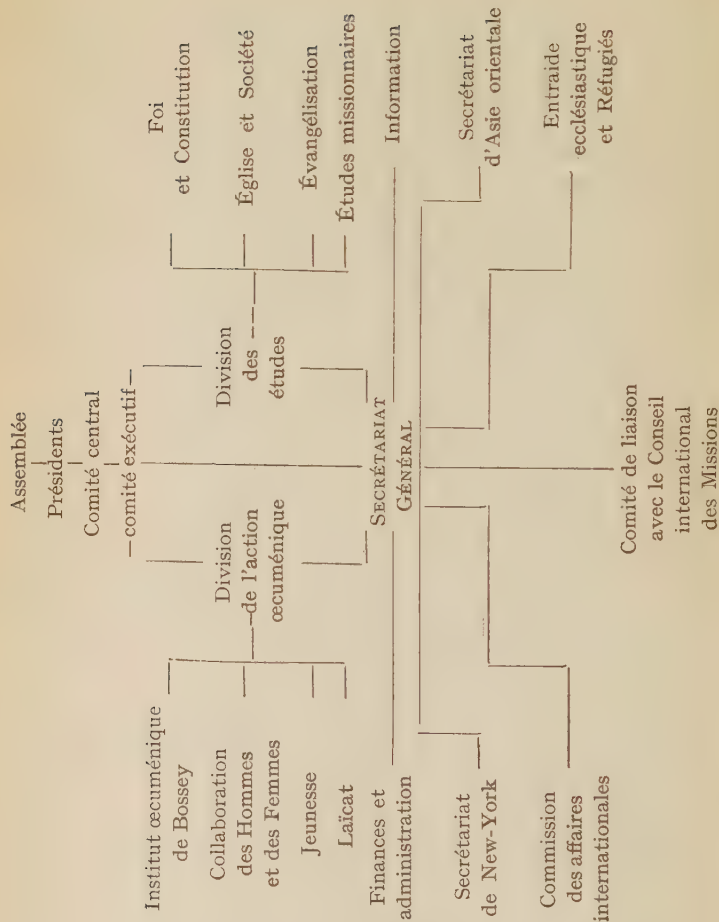 Assemblée
Présidents
Comité central
—comité exécutif—
Division
de l'action
œcuménique
Division
des
études
Institut œcuménique
de Bossey
Collaboration
des Hommes
et des Femmes
Jeunesse
Laïcat
Foi
et Constitution
Église et Société
Évangélisation
Études missionnaires
Finances et
administration
SECRÉTARIAT
GÉNÉRAL
Information
Secrétariat
de New-York
Secrétariat
d'Asie orientale
Commission
des affaires
internationales
Entraide
ecclésiastique
et Réfugiés
Comité de liaison
avec le Conseil
international
des Missions